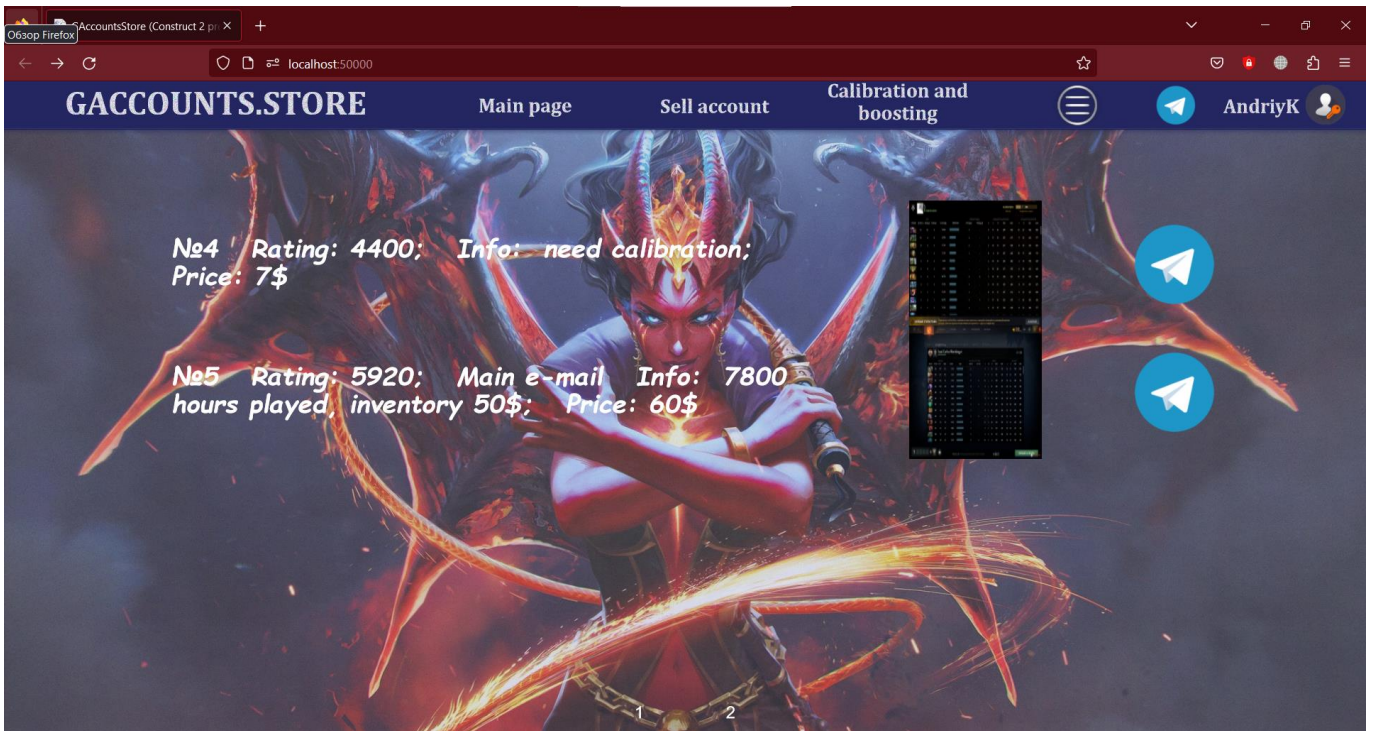 GAccountsStore (Construct 2 pr
Обзор Firefox
localhost:50000
GACCOUNTS.STORE
Main page
Sell account
Calibration and
boosting
AndriyK
№4 Rating: 4400; Info: need calibration;
Price: 7$
№5 Rating: 5920; Main e-mail Info: 7800
hours played, inventory 50$; Price: 60$
1 2